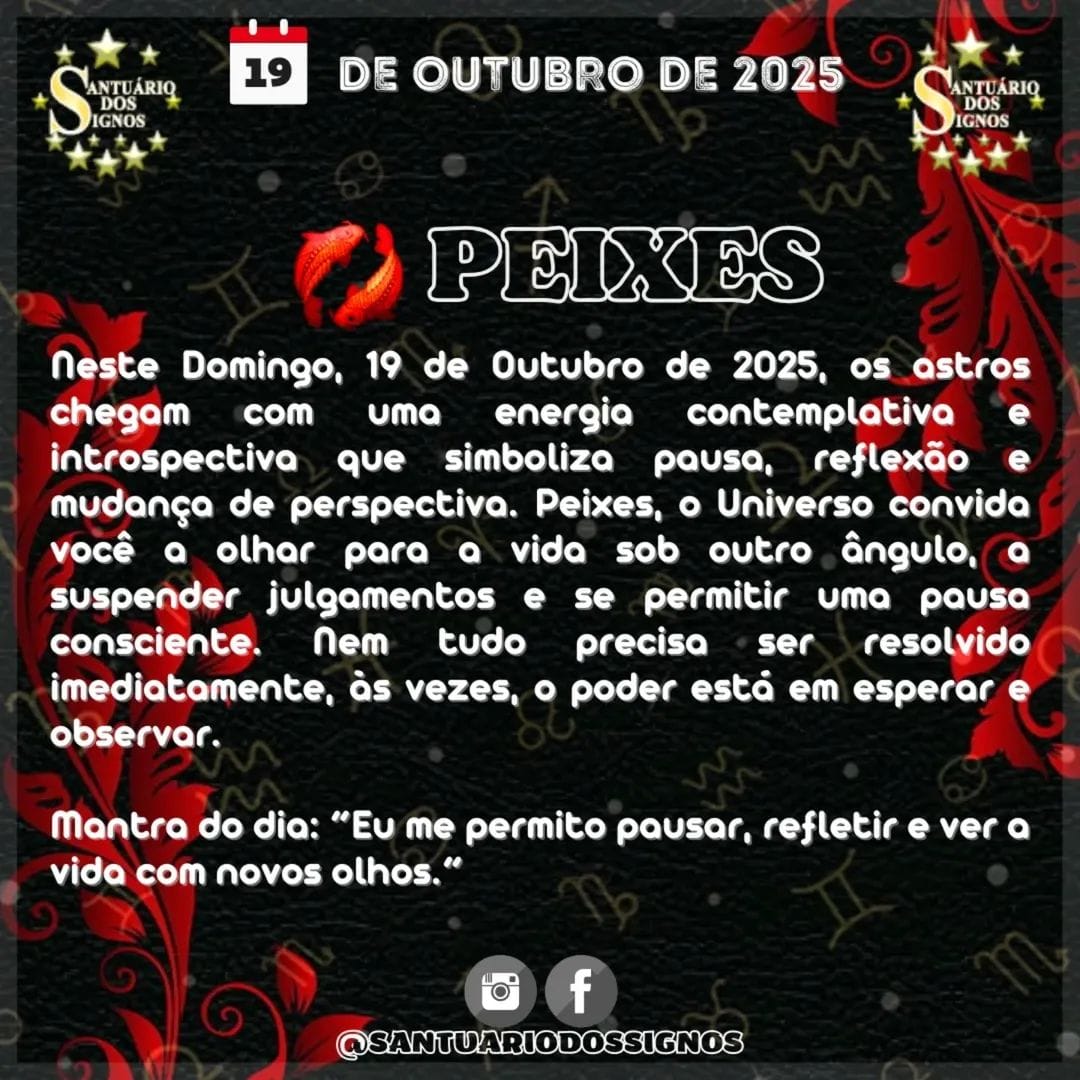 19 DE OUTUBRO DE 2025
SANTUÁRIO
DOS
SIGNOS
SANTUÁRIO
DOS
SIGNOS
PEIXES
Neste Domingo, 19 de Outubro de 2025, os astros
chegam com uma energia contemplativa e
introspectiva que simboliza pausa, reflexão e
mudança de perspectiva. Peixes, o Universo convida
você a olhar para a vida sob outro ângulo, a
suspender julgamentos e se permitir uma pausa
consciente. Nem tudo precisa ser resolvido
imediatamente, às vezes, o poder está em esperar e
observar.
Mantra do dia: “Eu me permito pausar, refletir e ver a
vida com novos olhos.“
@SANTUARIODOSSIGNOS